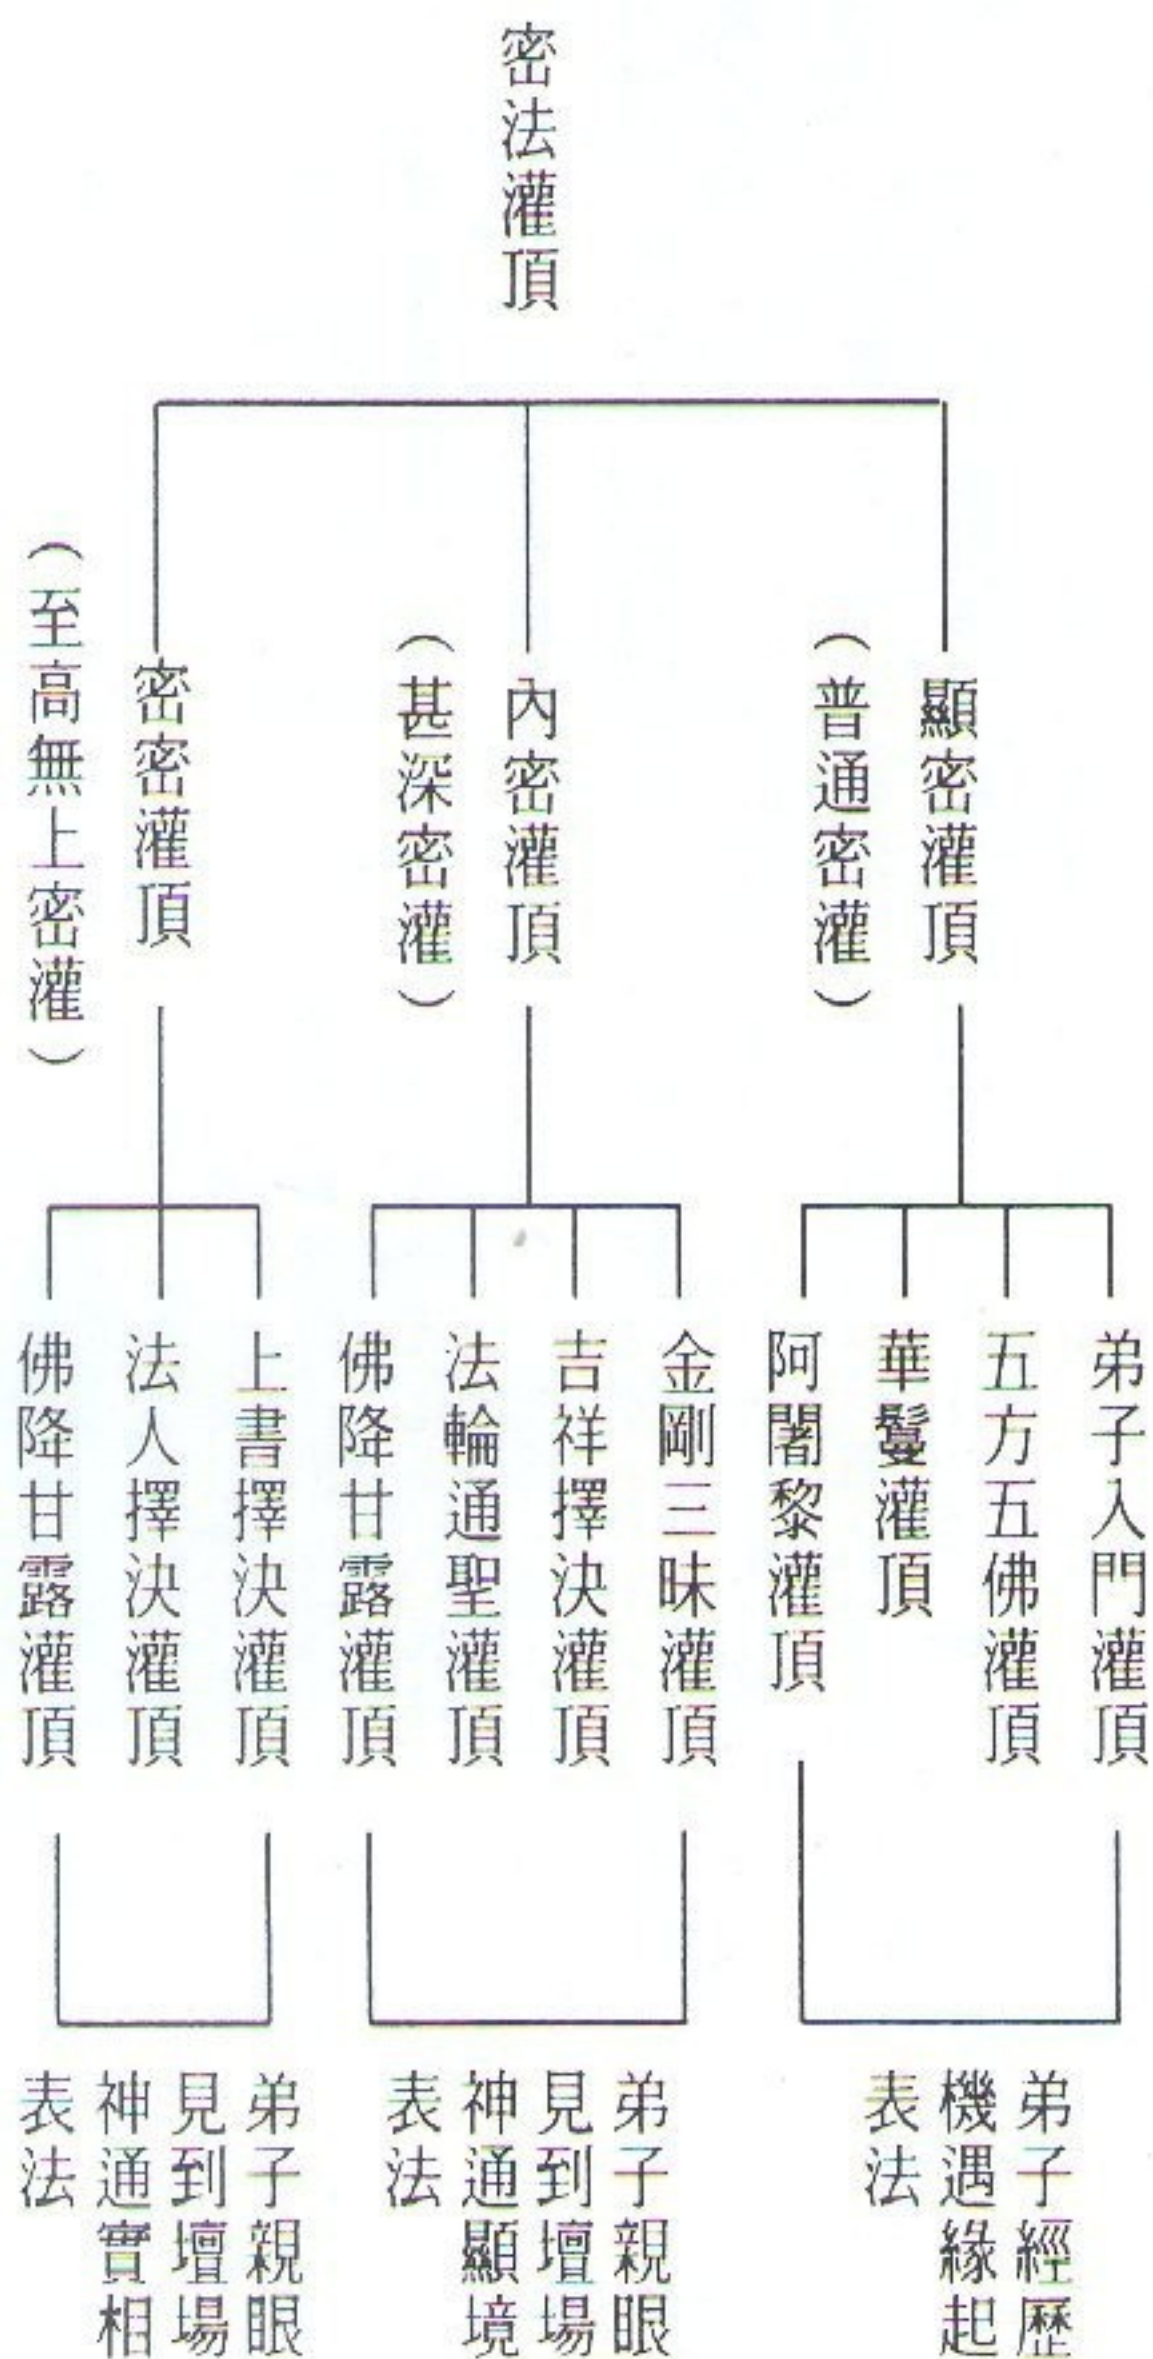 密法灌頂
顯密灌頂
（普通密灌）
內密灌頂
（甚深密灌）
密密灌頂
（至高無上密灌）
弟子入門灌頂
五方五佛灌頂
華鬘灌頂
阿闍黎灌頂
金剛三昧灌頂
吉祥擇決灌頂
法輪通聖灌頂
佛降甘露灌頂
上書擇決灌頂
法人擇決灌頂
佛降甘露灌頂
弟子經歷
機遇緣起
表法
弟子親眼
見到壇場
神通顯境
表法
弟子親眼
見到壇場
神通實相
表法